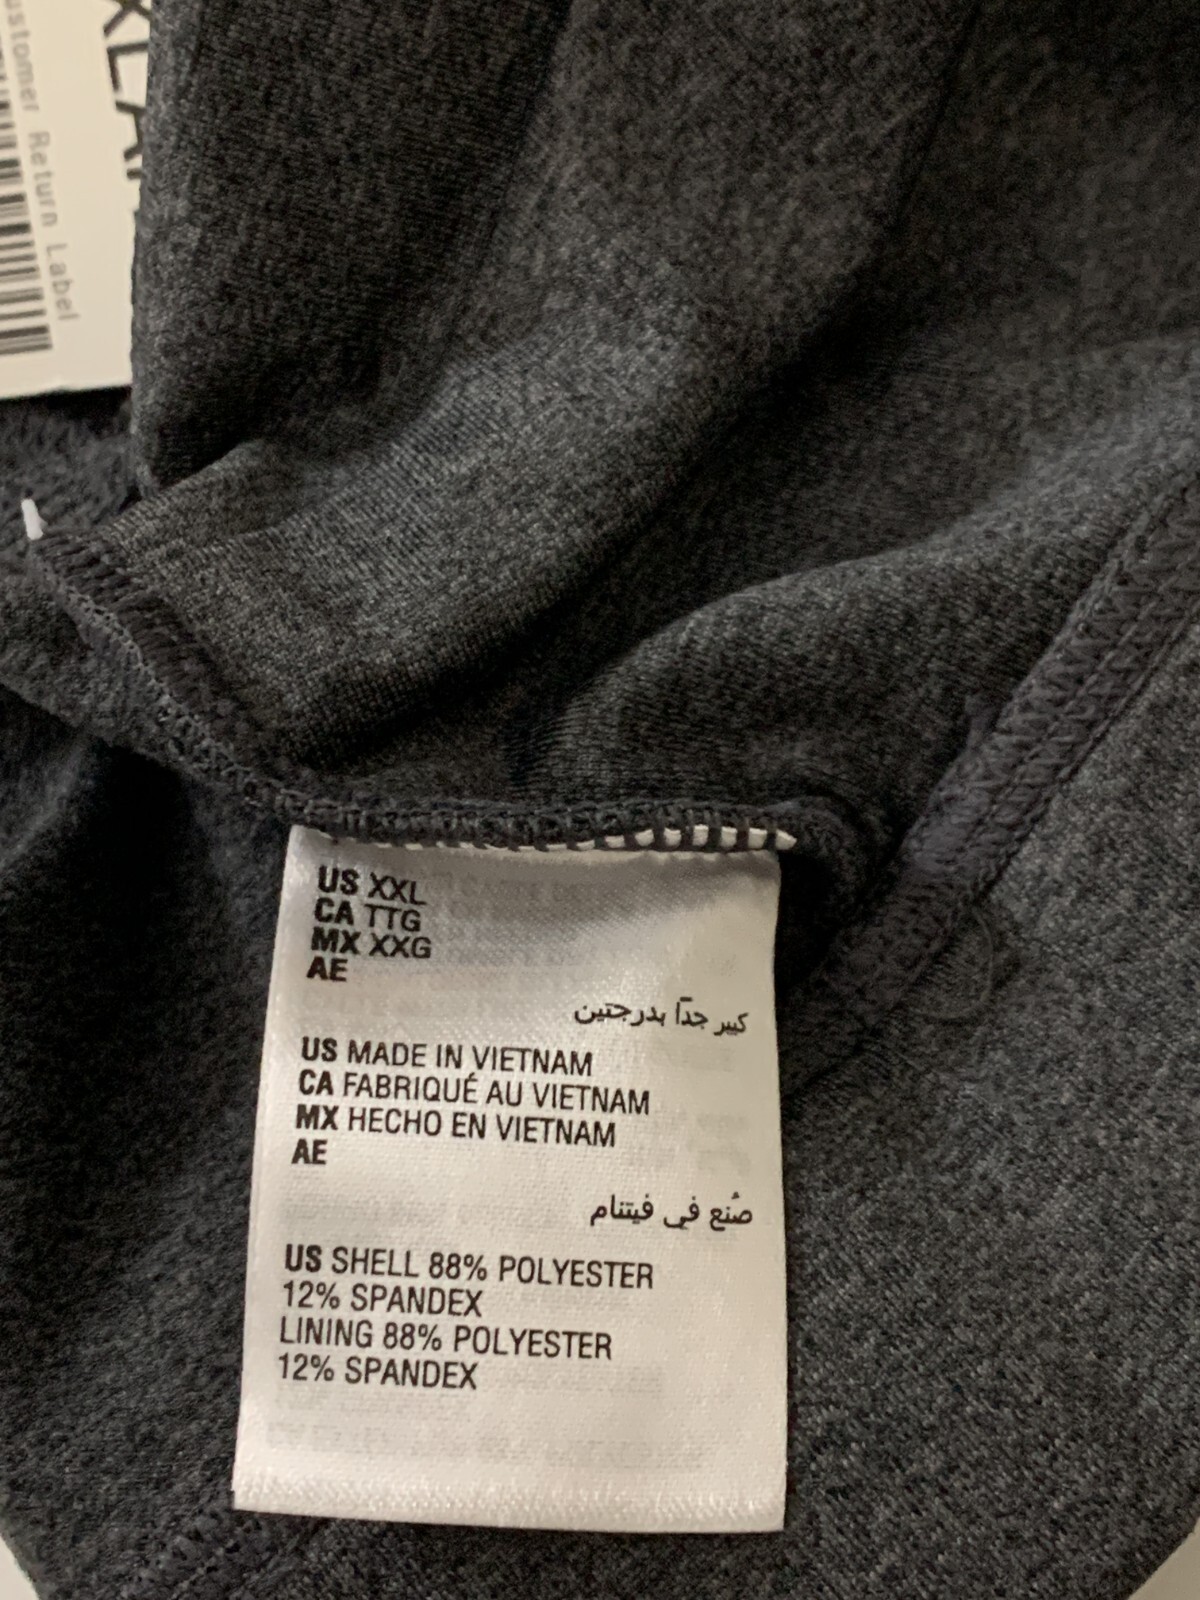 XLA
ustomer Return Label
US XXL
CA TTG
MX XXG
AE
كبير جدًا بدرجتين
US MADE IN VIETNAM
CA FABRIQUÉ AU VIETNAM
MX HECHO EN VIETNAM
AE
صُنع في فيتنام
US SHELL 88% POLYESTER
12% SPANDEX
LINING 88% POLYESTER
12% SPANDEX